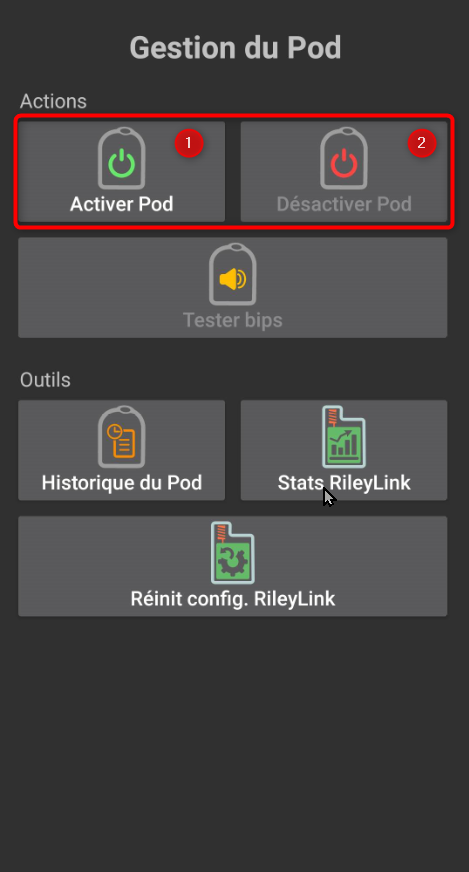 Gestion du Pod
Actions
1
2
Activer Pod
Désactiver Pod
Tester bips
Outils
Historique du Pod
Stats RileyLink
Réinit config. RileyLink